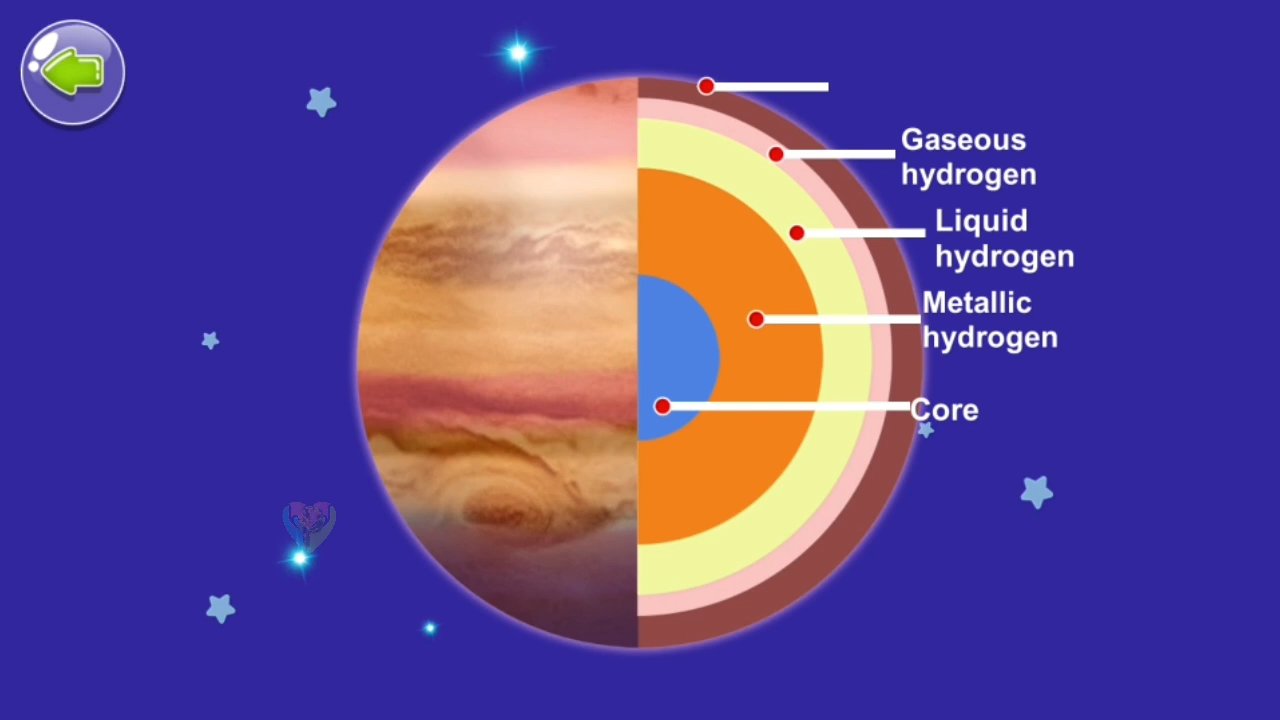 Gaseous
hydrogen
Liquid
hydrogen
Metallic
hydrogen
Core